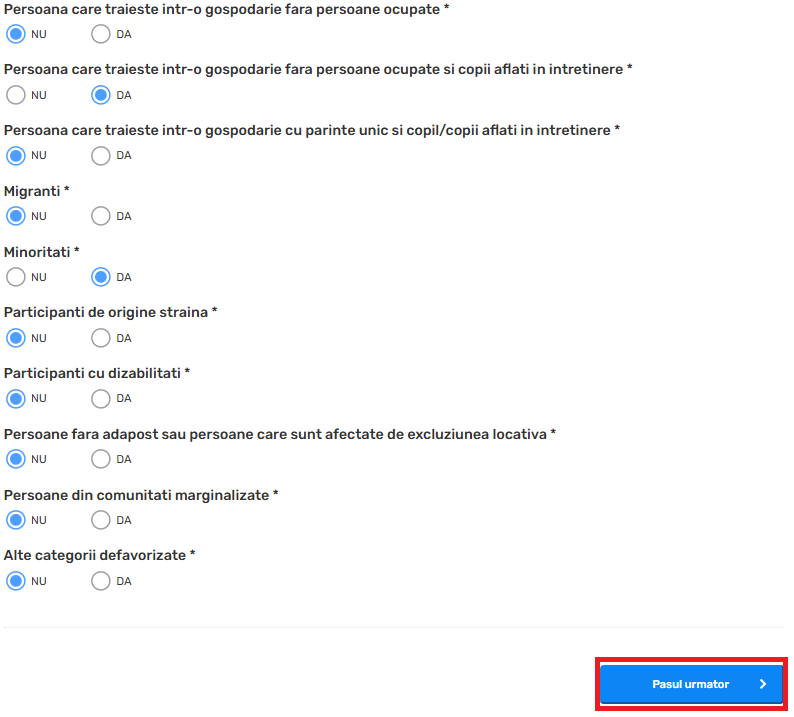 Persoana care traieste intr-o gospodarie fara persoane ocupate *
NU DA
Persoana care traieste intr-o gospodarie fara persoane ocupate si copii aflati in intretinere *
NU DA
Persoana care traieste intr-o gospodarie cu parinte unic si copil/copii aflati in intretinere *
NU DA
Migranti *
NU DA
Minoritati *
NU DA
Participanti de origine straina *
NU DA
Participanti cu dizabilitati *
NU DA
Persoane fara adapost sau persoane care sunt afectate de excluziunea locativa *
NU DA
Persoane din comunitati marginalizate *
NU DA
Alte categorii defavorizate *
NU DA
Pasul urmator